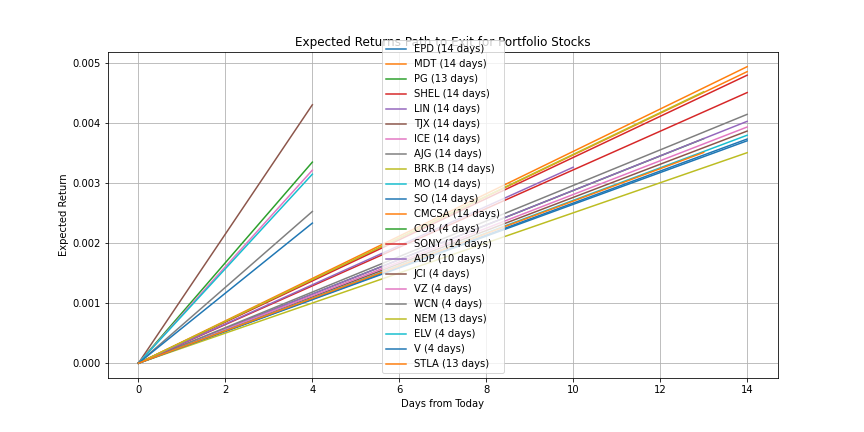 Expected Returns Path to Exit for Portfolio Stocks
Expected Return
0.005
0.004
0.003
0.002
0.001
0.000
EPD (14 days)
MDT (14 days)
PG (13 days)
SHEL (14 days)
LIN (14 days)
TJX (14 days)
ICE (14 days)
AJG (14 days)
BRK.B (14 days)
MO (14 days)
SO (14 days)
CMCSA (14 days)
COR (4 days)
SONY (14 days)
ADP (10 days)
JCI (4 days)
VZ (4 days)
WCN (4 days)
NEM (13 days)
ELV (4 days)
V (4 days)
STLA (13 days)
0 2 4 6 8 10 12 14
Days from Today